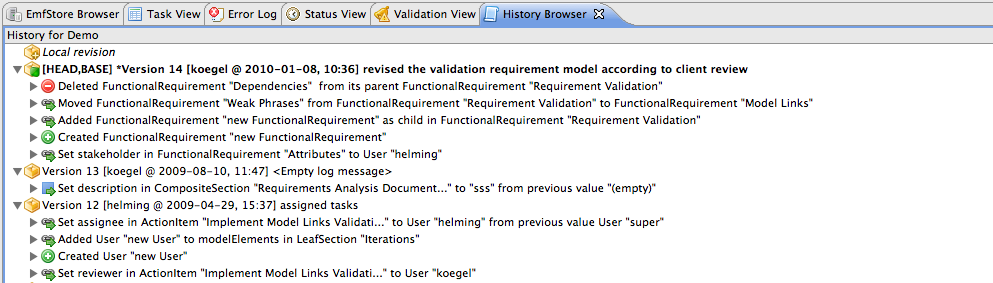 EmfStore Browser Task View Error Log Status View Validation View History Browser
History for Demo
Local revision
[HEAD,BASE] *Version 14 [koegel @ 2010-01-08, 10:36] revised the validation requirement model according to client review
Deleted FunctionalRequirement "Dependencies" from its parent FunctionalRequirement "Requirement Validation"
Moved FunctionalRequirement "Weak Phrases" from FunctionalRequirement "Requirement Validation" to FunctionalRequirement "Model Links"
Added FunctionalRequirement "new FunctionalRequirement" as child in FunctionalRequirement "Requirement Validation"
Created FunctionalRequirement "new FunctionalRequirement"
Set stakeholder in FunctionalRequirement "Attributes" to User "helming"
Version 13 [koegel @ 2009-08-10, 11:47] <Empty log message>
Set description in CompositeSection "Requirements Analysis Document..." to "sss" from previous value "(empty)"
Version 12 [helming @ 2009-04-29, 15:37] assigned tasks
Set assignee in ActionItem "Implement Model Links Validati..." to User "helming" from previous value User "super"
Added User "new User" to modelElements in LeafSection "Iterations"
Created User "new User"
Set reviewer in ActionItem "Implement Model Links Validati..." to User "koegel"